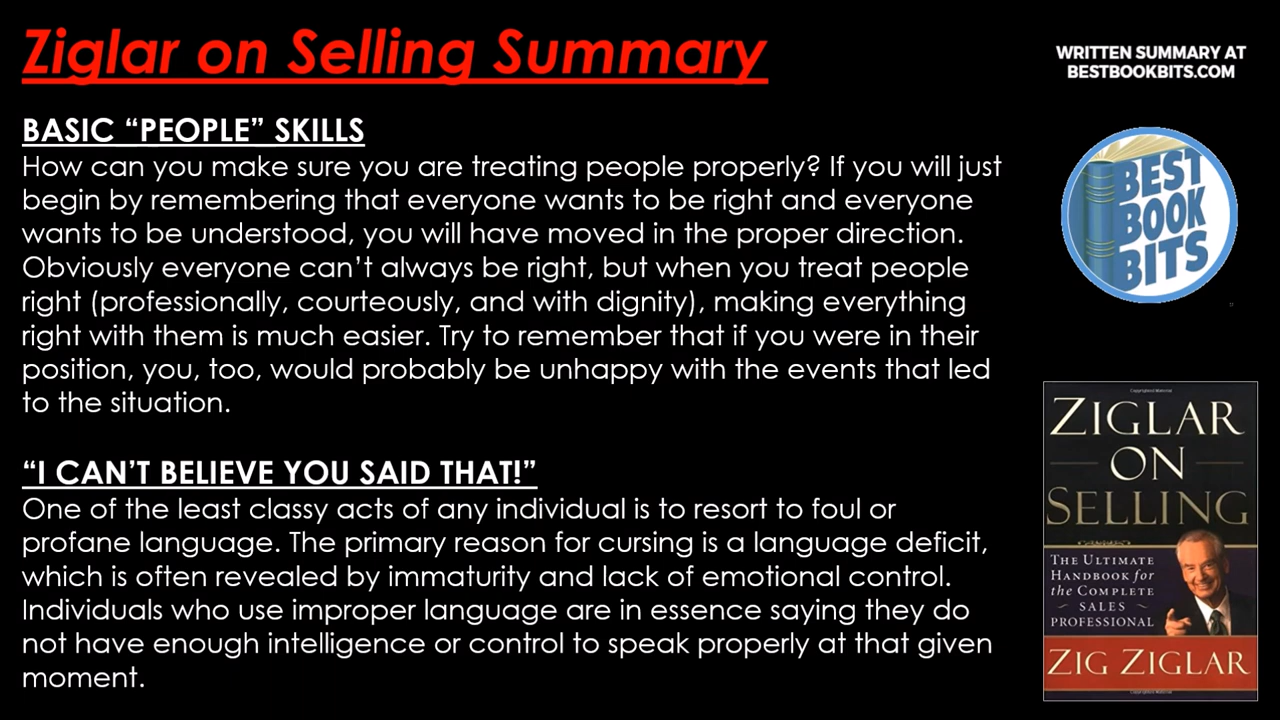 Ziglar on Selling Summary
WRITTEN SUMMARY AT
BESTBOOKBITS.COM
BASIC “PEOPLE” SKILLS
How can you make sure you are treating people properly? If you will just
begin by remembering that everyone wants to be right and everyone
wants to be understood, you will have moved in the proper direction.
Obviously everyone can’t always be right, but when you treat people
right (professionally, courteously, and with dignity), making everything
right with them is much easier. Try to remember that if you were in their
position, you, too, would probably be unhappy with the events that led
to the situation.
“I CAN’T BELIEVE YOU SAID THAT!”
One of the least classy acts of any individual is to resort to foul or
profane language. The primary reason for cursing is a language deficit,
which is often revealed by immaturity and lack of emotional control.
Individuals who use improper language are in essence saying they do
not have enough intelligence or control to speak properly at that given
moment.
BEST
BOOK
BITS
Copyrighted Material
ZIGLAR
ON
SELLING
THE ULTIMATE
HANDBOOK for
the COMPLETE
SALES
PROFESSIONAL
ZIG ZIGLAR
Copyrighted Material